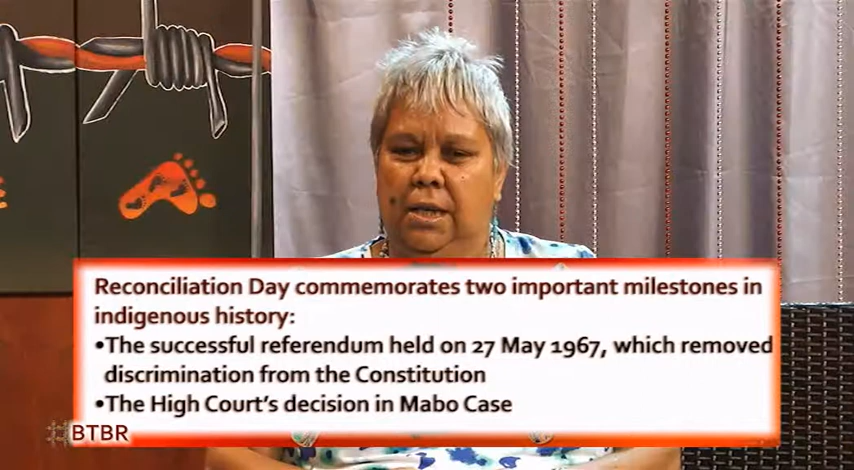 Reconciliation Day commemorates two important milestones in
indigenous history:
•The successful referendum held on 27 May 1967, which removed
discrimination from the Constitution
•The High Court's decision in Mabo Case
BTBR